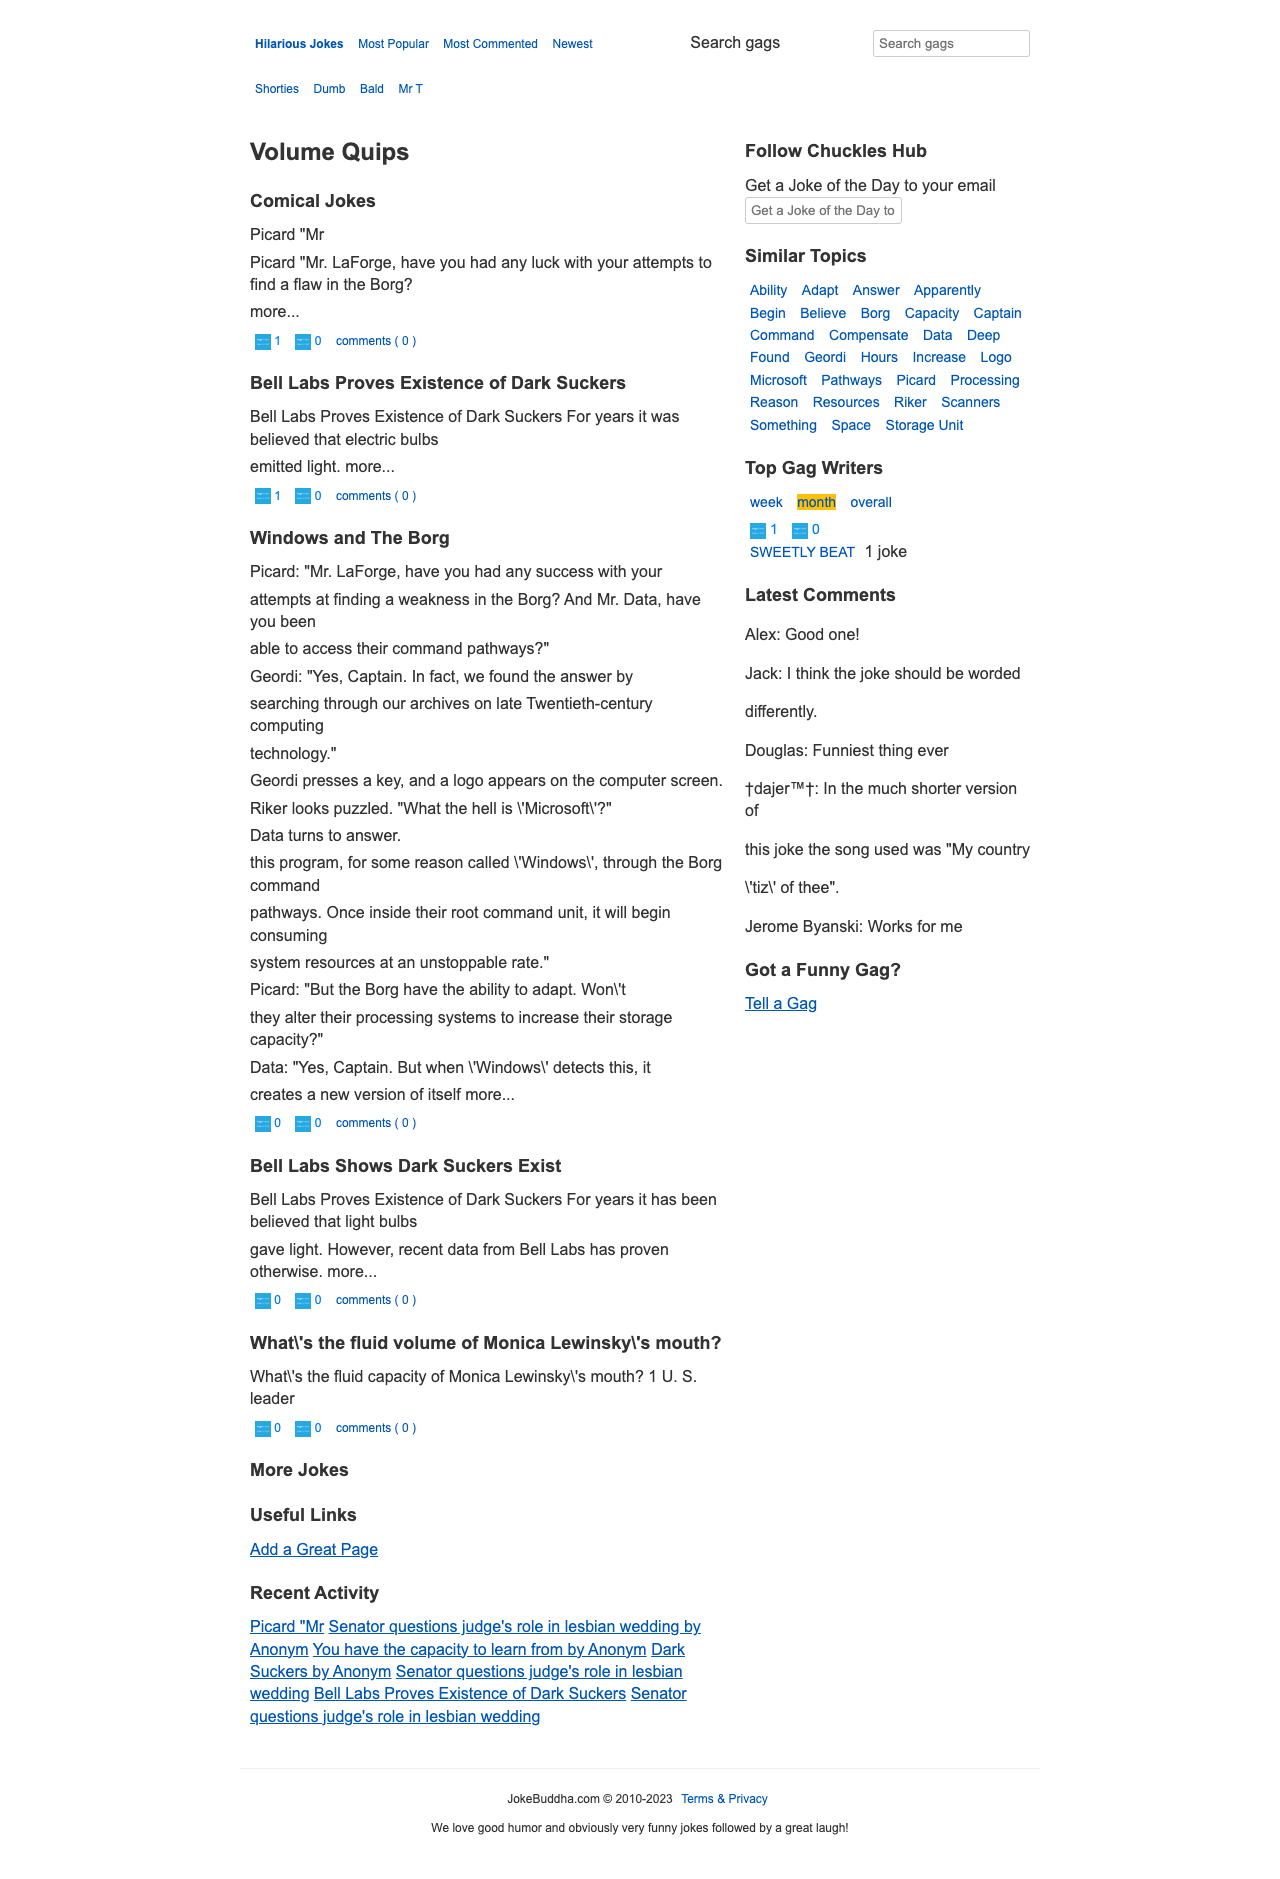 Hilarious Jokes Most Popular Most Commented Newest
Search gags
Search gags
Shorties Dumb Bald Mr T
Volume Quips
Comical Jokes
Picard "Mr
Picard "Mr. LaForge, have you had any luck with your attempts to
find a flaw in the Borg?
more...
1 0 comments ( 0 )
Bell Labs Proves Existence of Dark Suckers
Bell Labs Proves Existence of Dark Suckers For years it was
believed that electric bulbs
emitted light. more...
1 0 comments ( 0 )
Windows and The Borg
Picard: "Mr. LaForge, have you had any success with your
attempts at finding a weakness in the Borg? And Mr. Data, have
you been
able to access their command pathways?"
Geordi: "Yes, Captain. In fact, we found the answer by
searching through our archives on late Twentieth-century
computing
technology."
Geordi presses a key, and a logo appears on the computer screen.
Riker looks puzzled. "What the hell is \'Microsoft\'?"
Data turns to answer.
this program, for some reason called \'Windows\', through the Borg
command
pathways. Once inside their root command unit, it will begin
consuming
system resources at an unstoppable rate."
Picard: "But the Borg have the ability to adapt. Won\'t
they alter their processing systems to increase their storage
capacity?"
Data: "Yes, Captain. But when \'Windows\' detects this, it
creates a new version of itself more...
0 0 comments ( 0 )
Bell Labs Shows Dark Suckers Exist
Bell Labs Proves Existence of Dark Suckers For years it has been
believed that light bulbs
gave light. However, recent data from Bell Labs has proven
otherwise. more...
0 0 comments ( 0 )
What\'s the fluid volume of Monica Lewinsky\'s mouth?
What\'s the fluid capacity of Monica Lewinsky\'s mouth? 1 U. S.
leader
0 0 comments ( 0 )
More Jokes
Useful Links
Add a Great Page
Recent Activity
Picard "Mr Senator questions judge's role in lesbian wedding by
Anonym You have the capacity to learn from by Anonym Dark
Suckers by Anonym Senator questions judge's role in lesbian
wedding Bell Labs Proves Existence of Dark Suckers Senator
questions judge's role in lesbian wedding
Follow Chuckles Hub
Get a Joke of the Day to your email
Get a Joke of the Day to
Similar Topics
Ability Adapt Answer Apparently
Begin Believe Borg Capacity Captain
Command Compensate Data Deep
Found Geordi Hours Increase Logo
Microsoft Pathways Picard Processing
Reason Resources Riker Scanners
Something Space Storage Unit
Top Gag Writers
week month overall
1 0
SWEETLY BEAT 1 joke
Latest Comments
Alex: Good one!
Jack: I think the joke should be worded
differently.
Douglas: Funniest thing ever
†dajer™†: In the much shorter version
of
this joke the song used was "My country
\'tiz\' of thee".
Jerome Byanski: Works for me
Got a Funny Gag?
Tell a Gag
JokeBuddha.com © 2010-2023 Terms & Privacy
We love good humor and obviously very funny jokes followed by a great laugh!